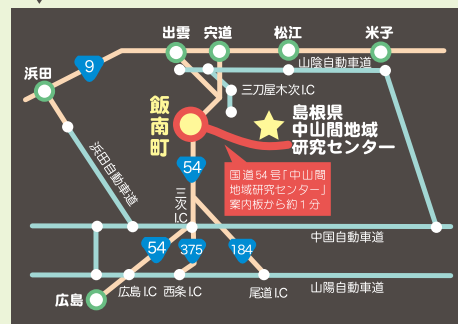 出雲 宍道 松江 米子
山陰自動車道
9
浜田
三刀屋木次I.C
飯南町
島根県
中山間地域
研究センター
浜田自動車道
54
国道54号「中山間
地域研究センター」
案内板から約1分
三次I.C
中国自動車道
54 375 184
山陽自動車道
広島 広島I.C 西条I.C 尾道I.C